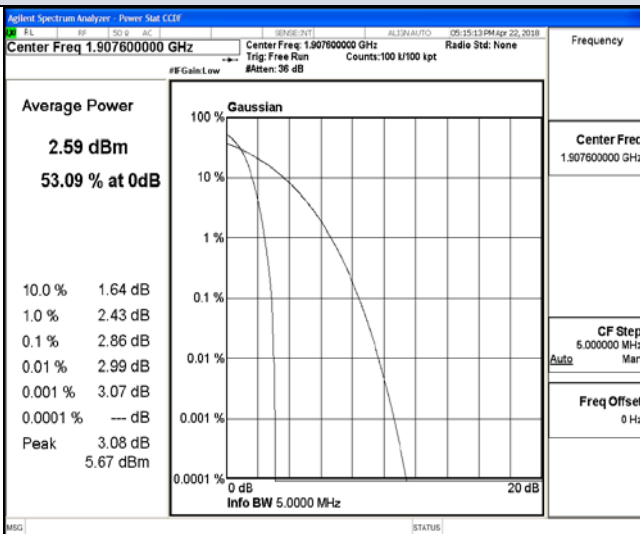 Agilent Spectrum Analyzer - Power Stat CCDF
RL RF 50 Ω AC SENSE:INT ALIGNAUTO 05:15:13 PM Apr 22, 2018
Center Freq 1.907600000 GHz
Center Freq: 1.907600000 GHz Radio Std: None
Trig: Free Run Counts:100 k/100 kpt
#IFGain:Low #Atten: 36 dB
Frequency
Average Power
2.59 dBm
53.09 % at 0dB
10.0 % 1.64 dB
1.0 % 2.43 dB
0.1 % 2.86 dB
0.01 % 2.99 dB
0.001 % 3.07 dB
0.0001 % --- dB
Peak 3.08 dB
5.67 dBm
Gaussian
100 %
10 %
1 %
0.1 %
0.01 %
0.001 %
0.0001 %
0 dB 20 dB
Info BW 5.0000 MHz
Center Freq
1.907600000 GHz
CF Step
5.000000 MHz
Auto Man
Freq Offset
0 Hz
MSG STATUS